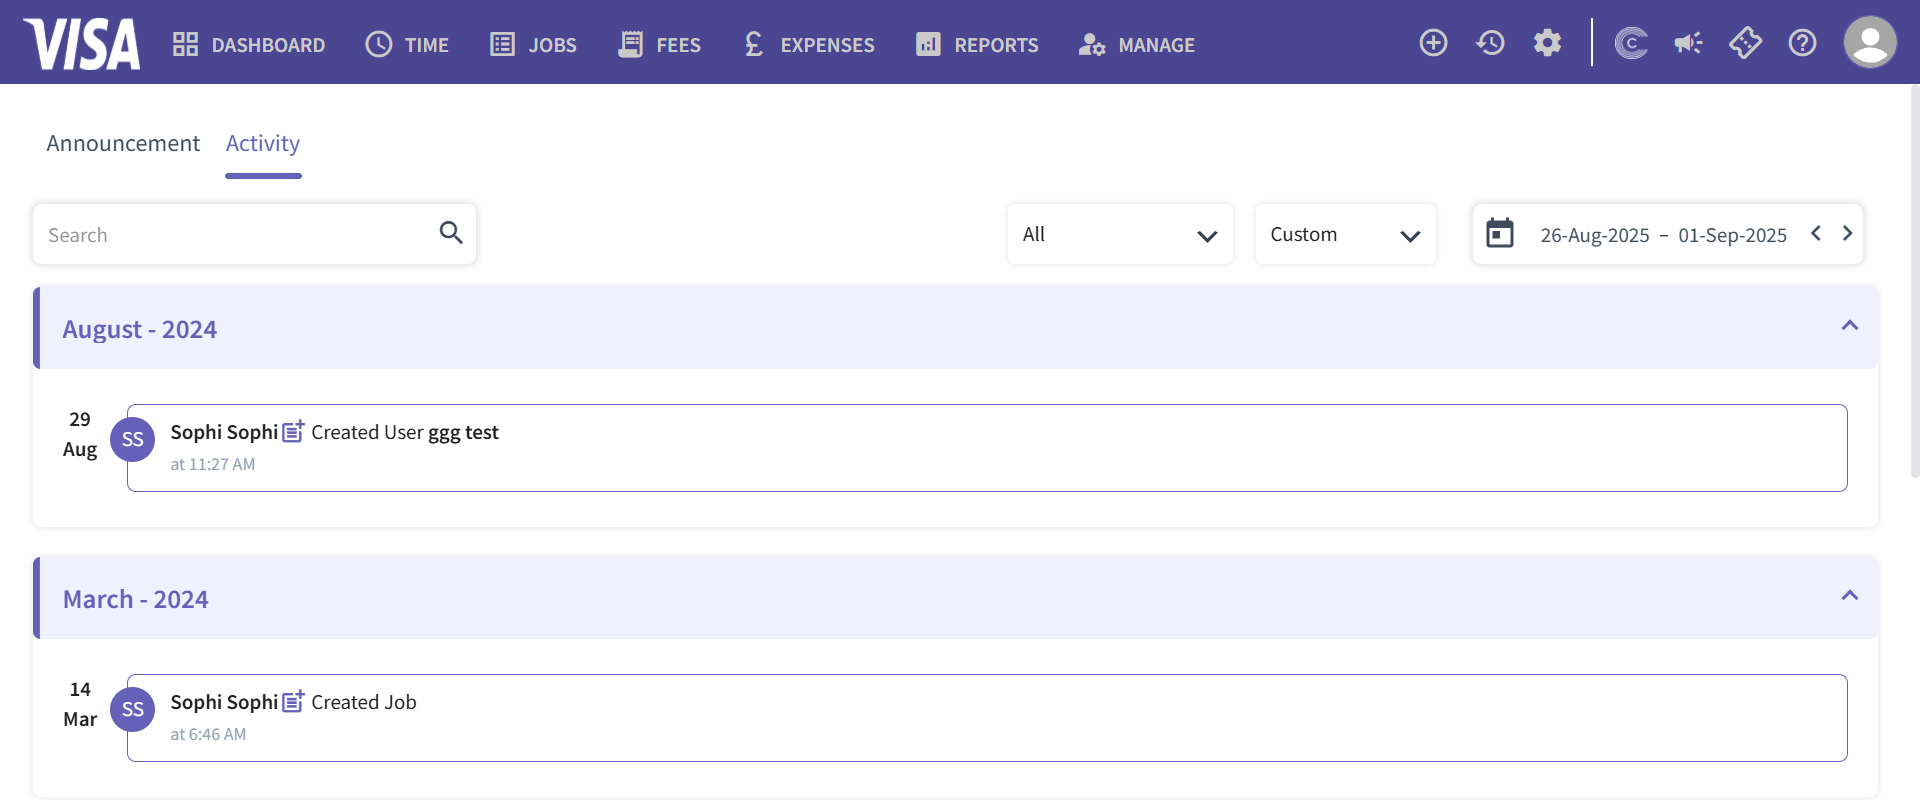 VISA DASHBOARD TIME JOBS FEES £ EXPENSES REPORTS MANAGE C ?
Announcement Activity
Search All Custom 26-Aug-2025 – 01-Sep-2025
August - 2024
29
Aug
SS
Sophi Sophi Created User ggg test
at 11:27 AM
March - 2024
14
Mar
SS
Sophi Sophi Created Job
at 6:46 AM